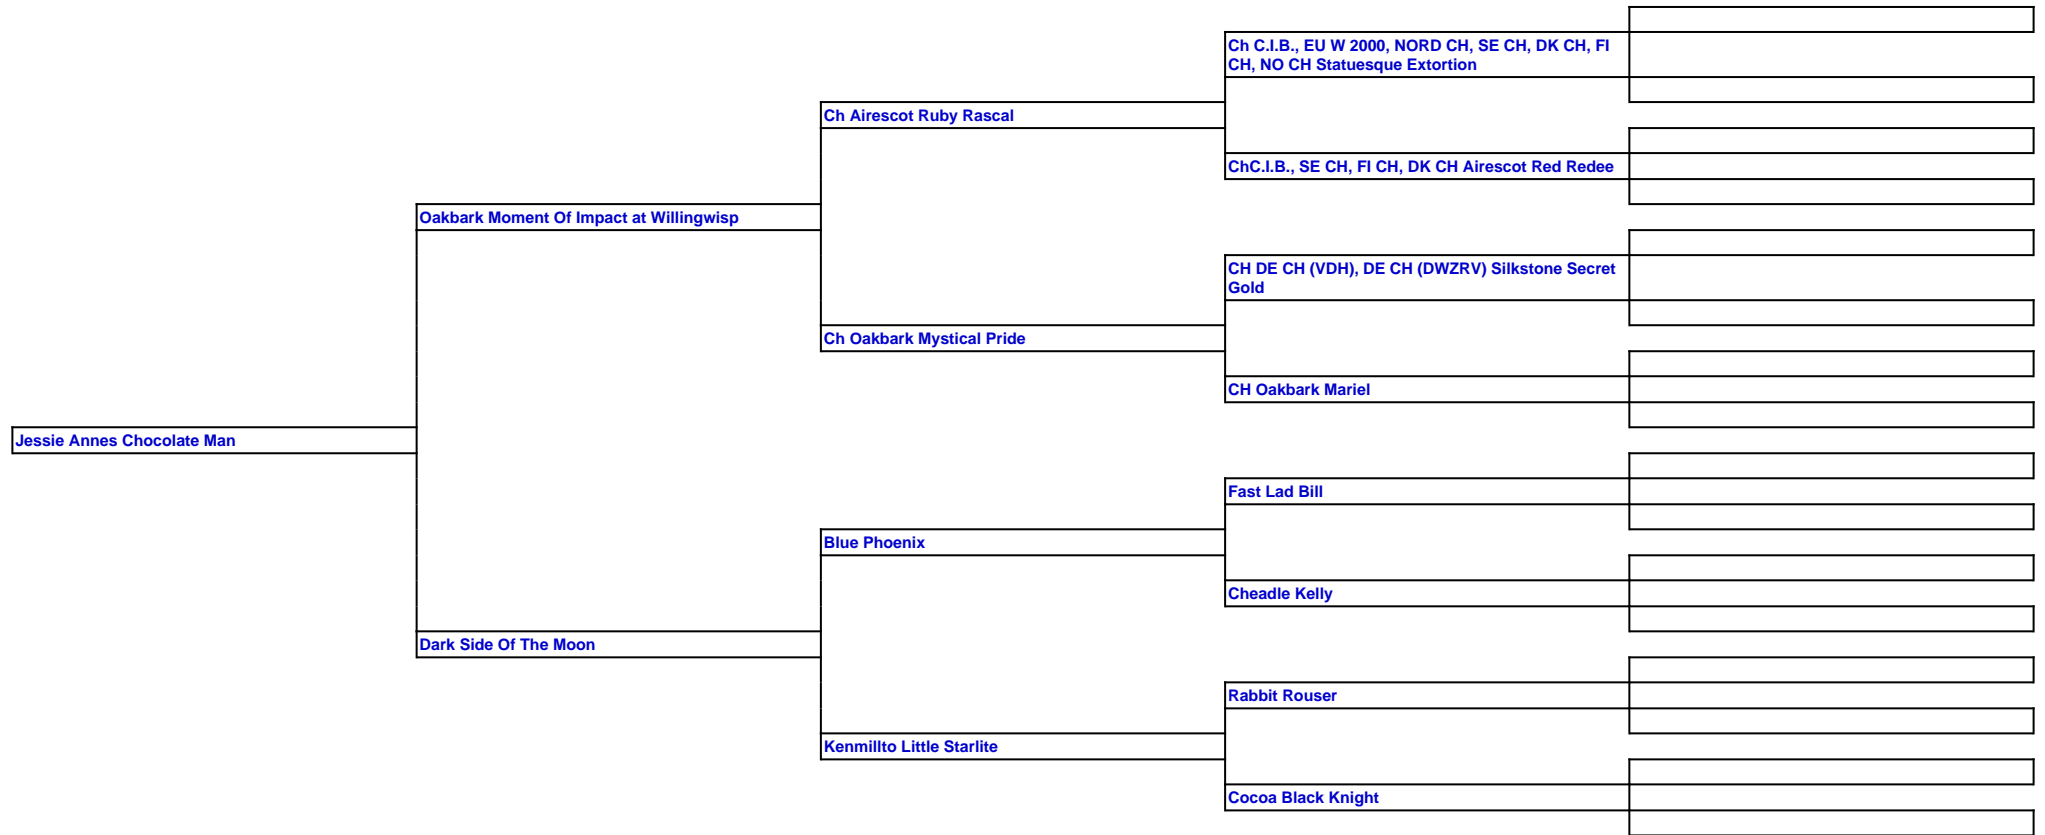 Ch C.I.B., EU W 2000, NORD CH, SE CH, DK CH, FI
CH, NO CH Statuesque Extortion
Ch Airescot Ruby Rascal
ChC.I.B., SE CH, FI CH, DK CH Airescot Red Redee
Oakbark Moment Of Impact at Willingwisp
CH DE CH (VDH), DE CH (DWZRV) Silkstone Secret
Gold
Ch Oakbark Mystical Pride
CH Oakbark Mariel
Jessie Annes Chocolate Man
Fast Lad Bill
Blue Phoenix
Cheadle Kelly
Dark Side Of The Moon
Rabbit Rouser
Kenmillto Little Starlite
Cocoa Black Knight